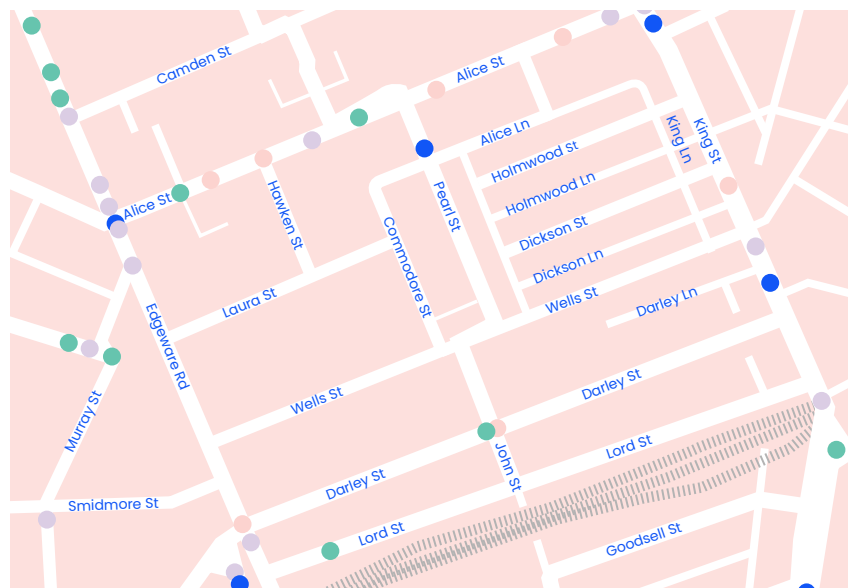 Camden St
Alice St
Alice Ln
King Ln
King St
Holmwood st
Holmwood Ln
Alice St
Hawken St
Pearl St
Commodore St
Dickson St
Dickson Ln
Laura St
Wells St
Darley Ln
Edgeware Rd
Wells St
Darley St
Murray St
John St
Lord St
Darley St
Smidmore St
Lord St
Goodsell St